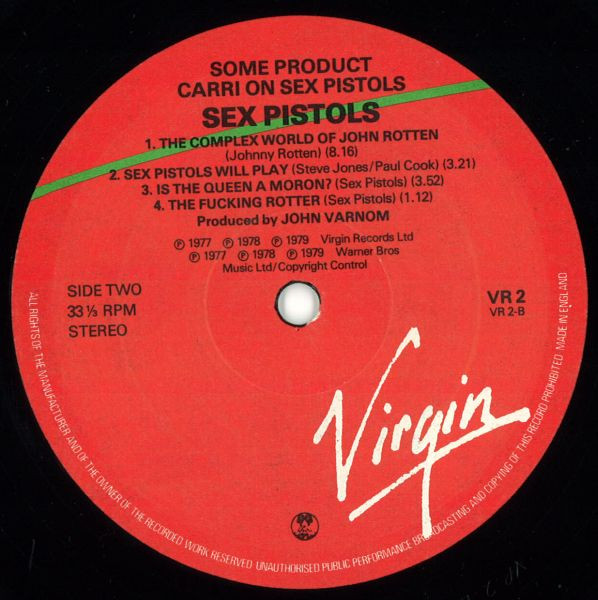 SOME PRODUCT
CARRI ON SEX PISTOLS
SEX PISTOLS
1. THE COMPLEX WORLD OF JOHN ROTTEN
(Johnny Rotten) (8.16)
2. SEX PISTOLS WILL PLAY (Steve Jones/Paul Cook) (3.21)
3. IS THE QUEEN A MORON? (Sex Pistols) (3.52)
4. THE FUCKING ROTTER (Sex Pistols) (1.12)
Produced by JOHN VARNOM
℗ 1977 ℗ 1978 ℗ 1979 Virgin Records Ltd
℗ 1977 ℗ 1978 ℗ 1979 Warner Bros
Music Ltd/Copyright Control
SIDE TWO
33⅓ RPM
STEREO
VR 2
VR 2-B
Virgin
ALL RIGHTS OF THE MANUFACTURER AND OF THE OWNER OF THE RECORDED WORK RESERVED UNAUTHORISED PUBLIC PERFORMANCE BROADCASTING AND COPYING OF THIS RECORD PROHIBITED MADE IN ENGLAND